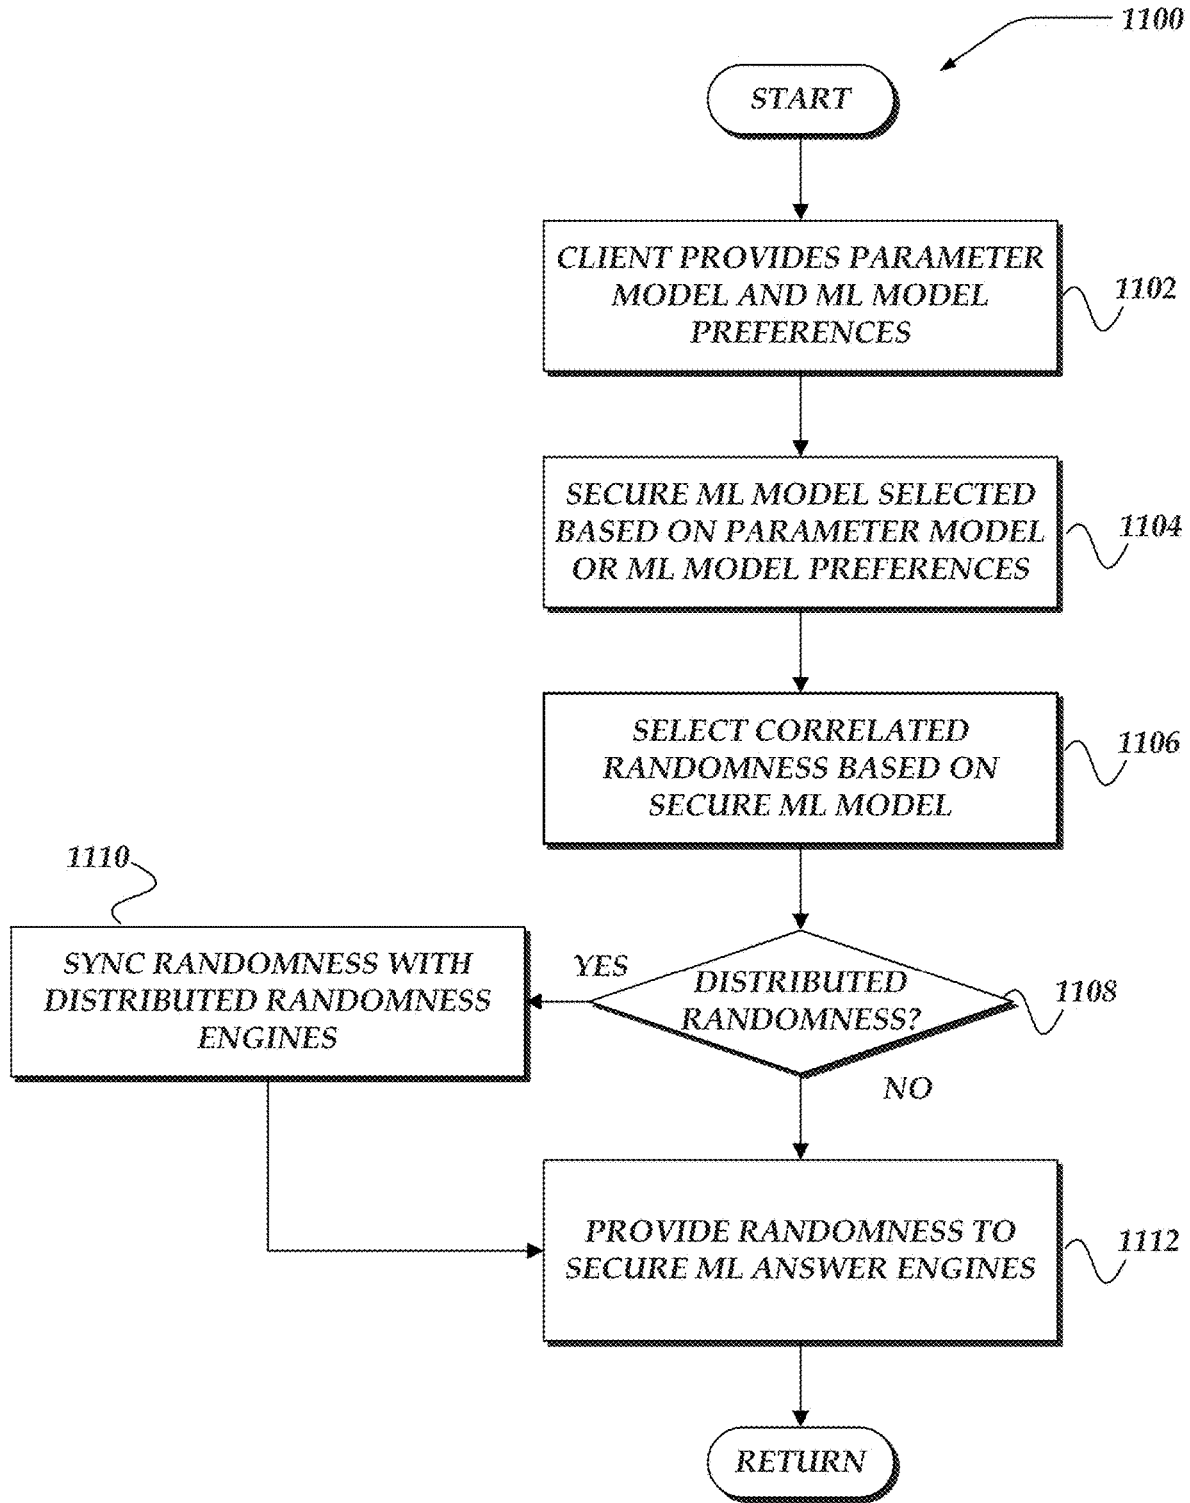 1100
START
CLIENT PROVIDES PARAMETER
MODEL AND ML MODEL
PREFERENCES
1102
SECURE ML MODEL SELECTED
BASED ON PARAMETER MODEL
OR ML MODEL PREFERENCES
1104
SELECT CORRELATED
RANDOMNESS BASED ON
SECURE ML MODEL
1106
1110
SYNC RANDOMNESS WITH
DISTRIBUTED RANDOMNESS
ENGINES
YES
DISTRIBUTED
RANDOMNESS?
1108
NO
PROVIDE RANDOMNESS TO
SECURE ML ANSWER ENGINES
1112
RETURN